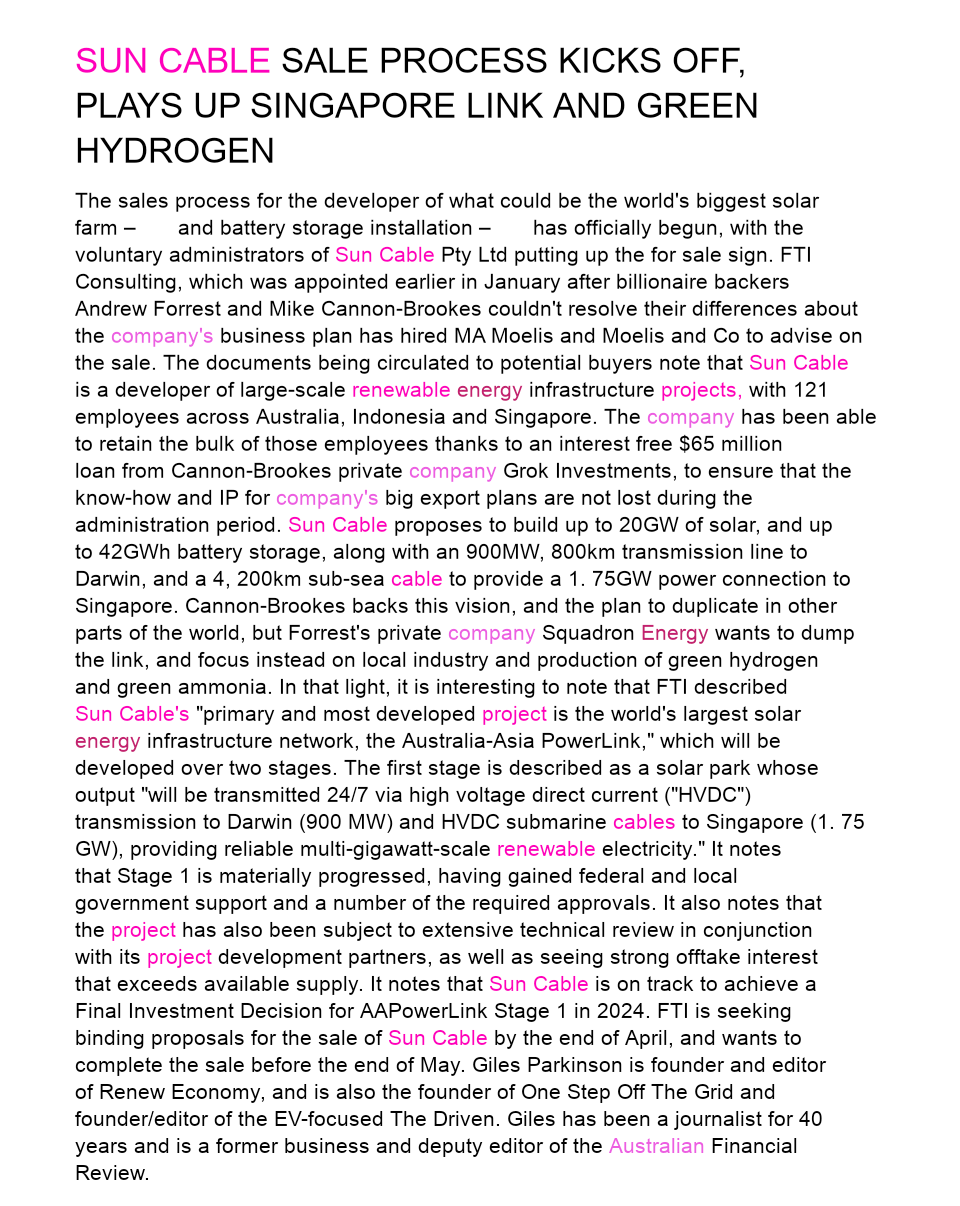 SUN CABLE SALE PROCESS KICKS OFF,
PLAYS UP SINGAPORE LINK AND GREEN
HYDROGEN
The sales process for the developer of what could be the world's biggest solar
farm – and battery storage installation – has officially begun, with the
voluntary administrators of Sun Cable Pty Ltd putting up the for sale sign. FTI
Consulting, which was appointed earlier in January after billionaire backers
Andrew Forrest and Mike Cannon-Brookes couldn't resolve their differences about
the company's business plan has hired MA Moelis and Moelis and Co to advise on
the sale. The documents being circulated to potential buyers note that Sun Cable
is a developer of large-scale renewable energy infrastructure projects, with 121
employees across Australia, Indonesia and Singapore. The company has been able
to retain the bulk of those employees thanks to an interest free $65 million
loan from Cannon-Brookes private company Grok Investments, to ensure that the
know-how and IP for company's big export plans are not lost during the
administration period. Sun Cable proposes to build up to 20GW of solar, and up
to 42GWh battery storage, along with an 900MW, 800km transmission line to
Darwin, and a 4, 200km sub-sea cable to provide a 1. 75GW power connection to
Singapore. Cannon-Brookes backs this vision, and the plan to duplicate in other
parts of the world, but Forrest's private company Squadron Energy wants to dump
the link, and focus instead on local industry and production of green hydrogen
and green ammonia. In that light, it is interesting to note that FTI described
Sun Cable's "primary and most developed project is the world's largest solar
energy infrastructure network, the Australia-Asia PowerLink," which will be
developed over two stages. The first stage is described as a solar park whose
output "will be transmitted 24/7 via high voltage direct current ("HVDC")
transmission to Darwin (900 MW) and HVDC submarine cables to Singapore (1. 75
GW), providing reliable multi-gigawatt-scale renewable electricity." It notes
that Stage 1 is materially progressed, having gained federal and local
government support and a number of the required approvals. It also notes that
the project has also been subject to extensive technical review in conjunction
with its project development partners, as well as seeing strong offtake interest
that exceeds available supply. It notes that Sun Cable is on track to achieve a
Final Investment Decision for AAPowerLink Stage 1 in 2024. FTI is seeking
binding proposals for the sale of Sun Cable by the end of April, and wants to
complete the sale before the end of May. Giles Parkinson is founder and editor
of Renew Economy, and is also the founder of One Step Off The Grid and
founder/editor of the EV-focused The Driven. Giles has been a journalist for 40
years and is a former business and deputy editor of the Australian Financial
Review.